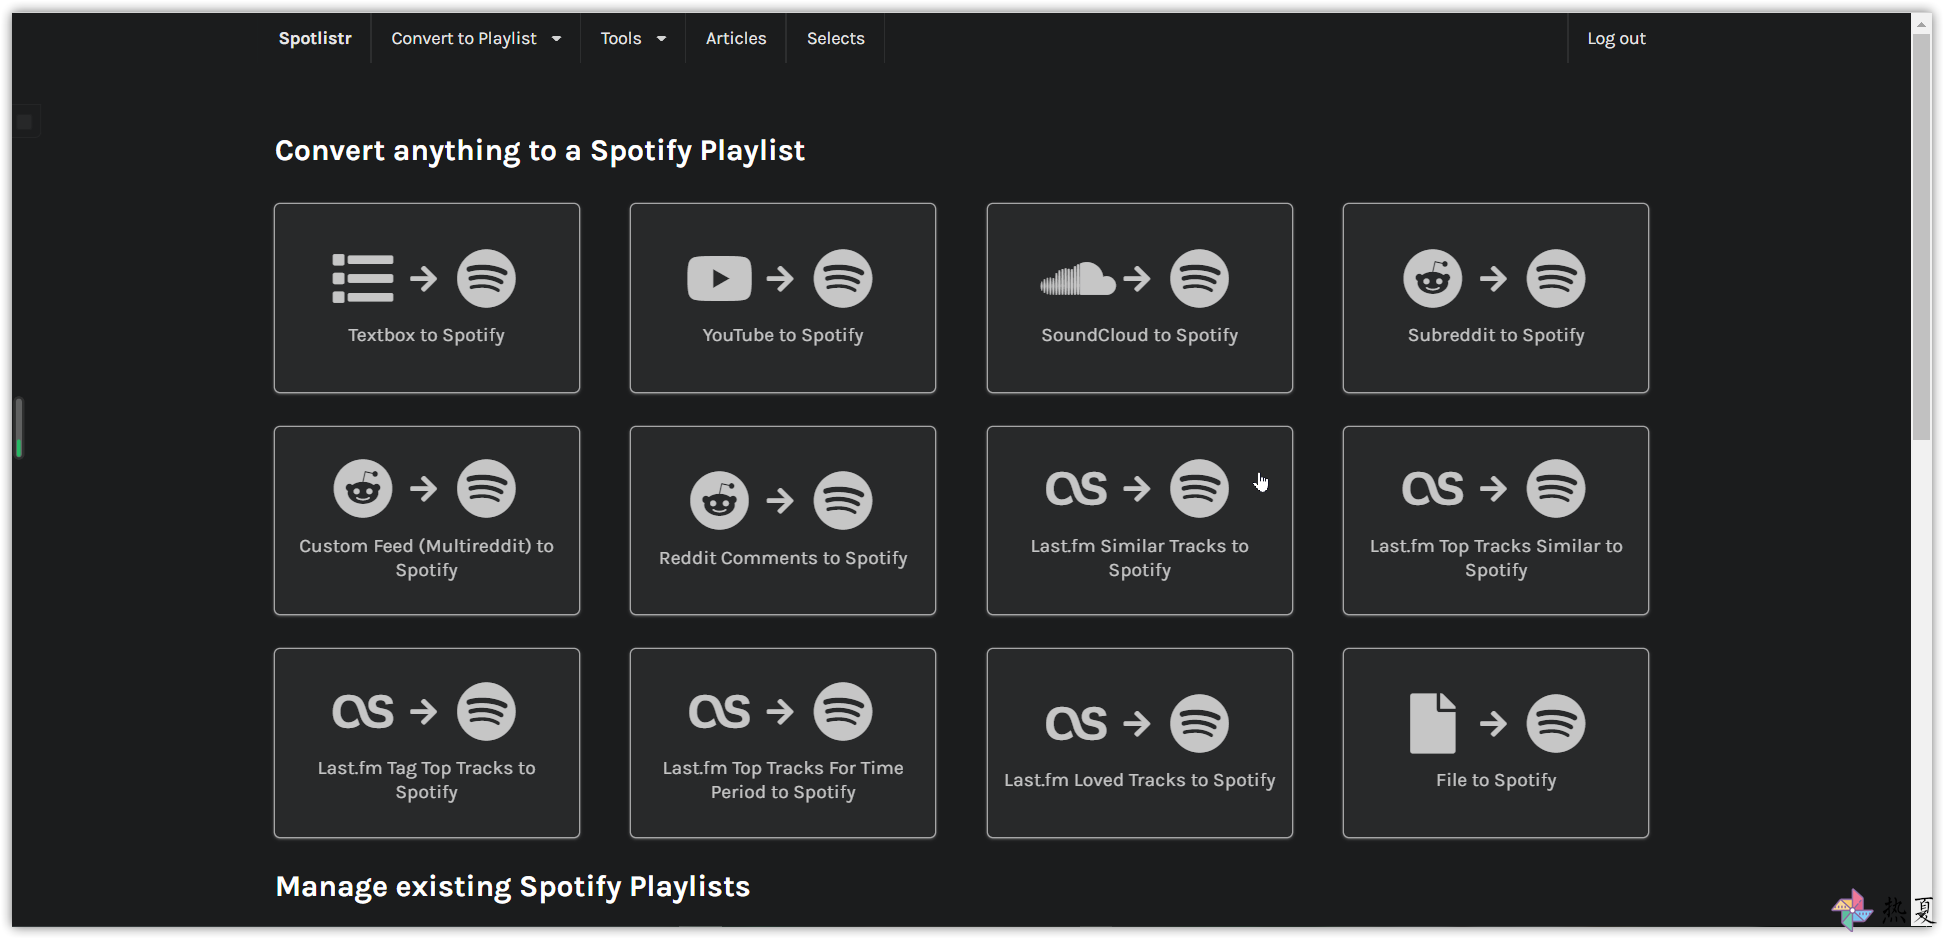 Spotlistr
Convert to Playlist
Tools
Articles
Selects
Log out
Convert anything to a Spotify Playlist
Textbox to Spotify
YouTube to Spotify
SoundCloud to Spotify
Subreddit to Spotify
Custom Feed (Multireddit) to
Spotify
Reddit Comments to Spotify
Last.fm Similar Tracks to
Spotify
Last.fm Top Tracks Similar to
Spotify
Last.fm Tag Top Tracks to
Spotify
Last.fm Top Tracks For Time
Period to Spotify
Last.fm Loved Tracks to Spotify
File to Spotify
Manage existing Spotify Playlists
热夏